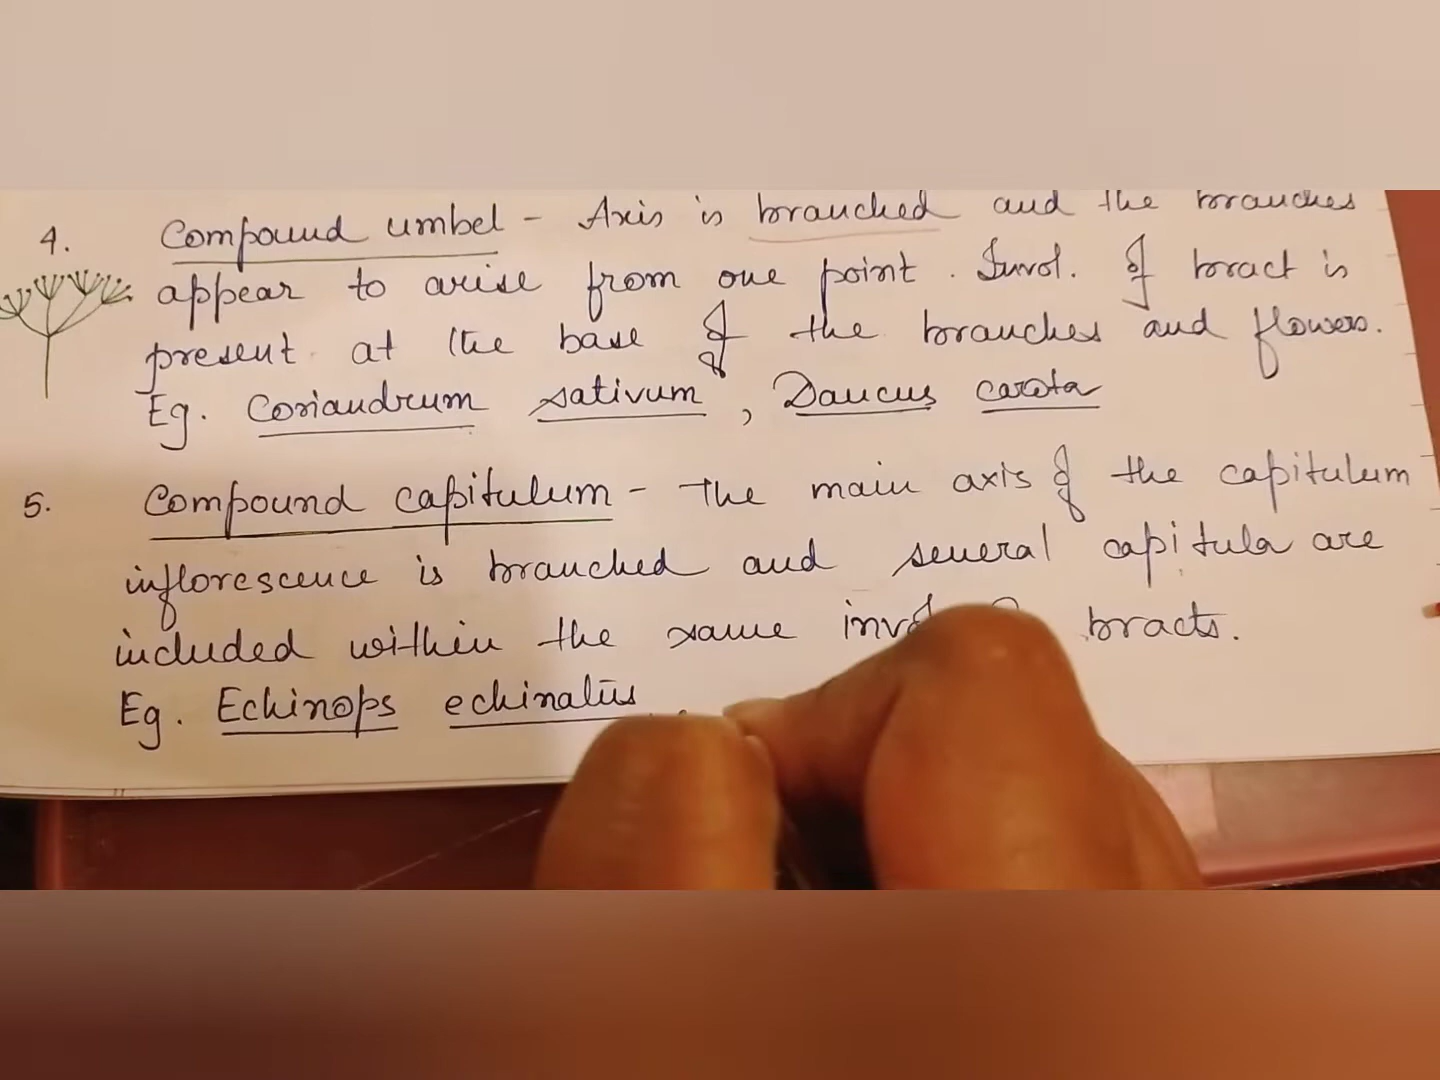 4. Compound umbel - Axis is branched and the branches
appear to arise from one point. Invol. of bract is
present at the base of the branches and flowers.
Eg. Coriandrum sativum, Daucus carota
5. Compound capitulum - The main axis of the capitulum
inflorescence is branched and several capitula are
included within the same bracts.
Eg. Echinops echinatus